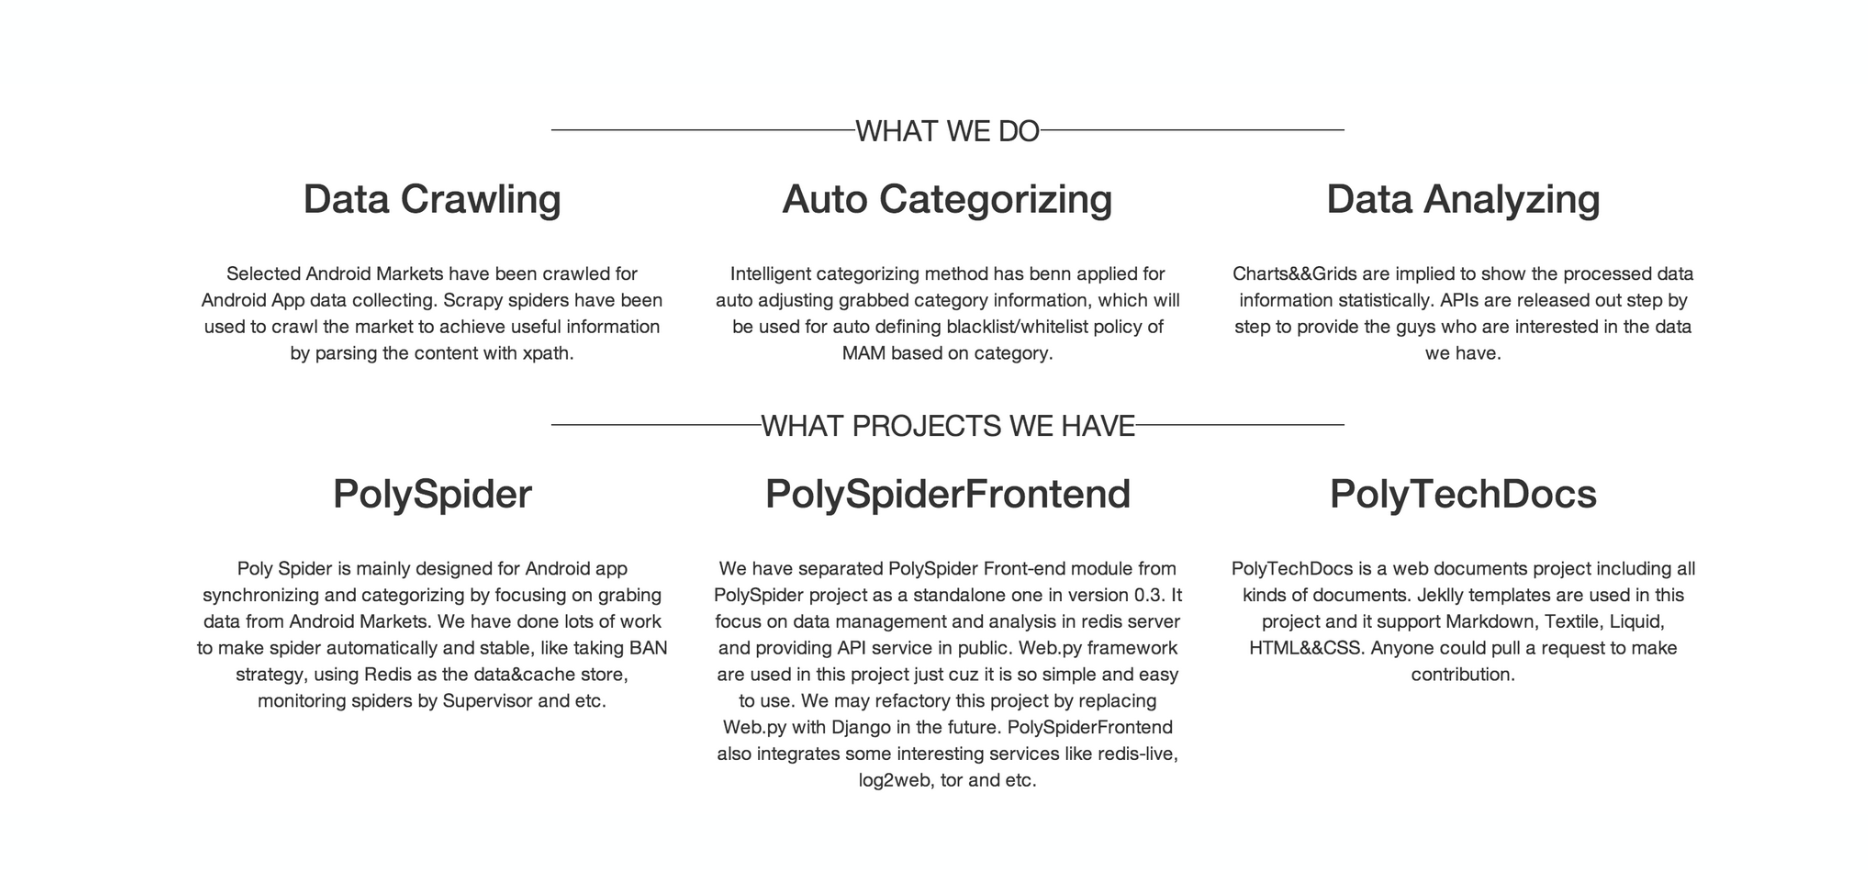 WHAT WE DO
Data Crawling
Selected Android Markets have been crawled for
Android App data collecting. Scrapy spiders have been
used to crawl the market to achieve useful information
by parsing the content with xpath.
Auto Categorizing
Intelligent categorizing method has benn applied for
auto adjusting grabbed category information, which will
be used for auto defining blacklist/whitelist policy of
MAM based on category.
Data Analyzing
Charts&&Grids are implied to show the processed data
information statistically. APIs are released out step by
step to provide the guys who are interested in the data
we have.
WHAT PROJECTS WE HAVE
PolySpider
Poly Spider is mainly designed for Android app
synchronizing and categorizing by focusing on grabing
data from Android Markets. We have done lots of work
to make spider automatically and stable, like taking BAN
strategy, using Redis as the data&cache store,
monitoring spiders by Supervisor and etc.
PolySpiderFrontend
We have separated PolySpider Front-end module from
PolySpider project as a standalone one in version 0.3. It
focus on data management and analysis in redis server
and providing API service in public. Web.py framework
are used in this project just cuz it is so simple and easy
to use. We may refactory this project by replacing
Web.py with Django in the future. PolySpiderFrontend
also integrates some interesting services like redis-live,
log2web, tor and etc.
PolyTechDocs
PolyTechDocs is a web documents project including all
kinds of documents. Jeklly templates are used in this
project and it support Markdown, Textile, Liquid,
HTML&&CSS. Anyone could pull a request to make
contribution.